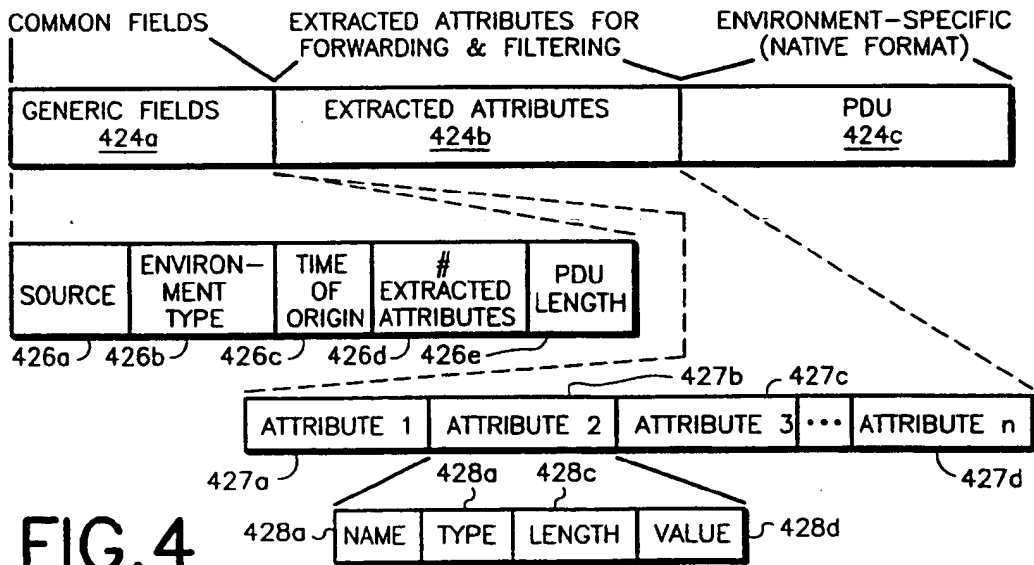 COMMON FIELDS
EXTRACTED ATTRIBUTES FOR
FORWARDING & FILTERING
ENVIRONMENT-SPECIFIC
(NATIVE FORMAT)
GENERIC FIELDS
424a
EXTRACTED ATTRIBUTES
424b
PDU
424c
SOURCE
ENVIRON-
MENT
TYPE
TIME
OF
ORIGIN
#
EXTRACTED
ATTRIBUTES
PDU
LENGTH
426a 426b 426c 426d 426e
427b 427c
ATTRIBUTE 1 ATTRIBUTE 2 ATTRIBUTE 3 ••• ATTRIBUTE n
427a 428a 428c 427d
428a NAME TYPE LENGTH VALUE 428d
FIG.4